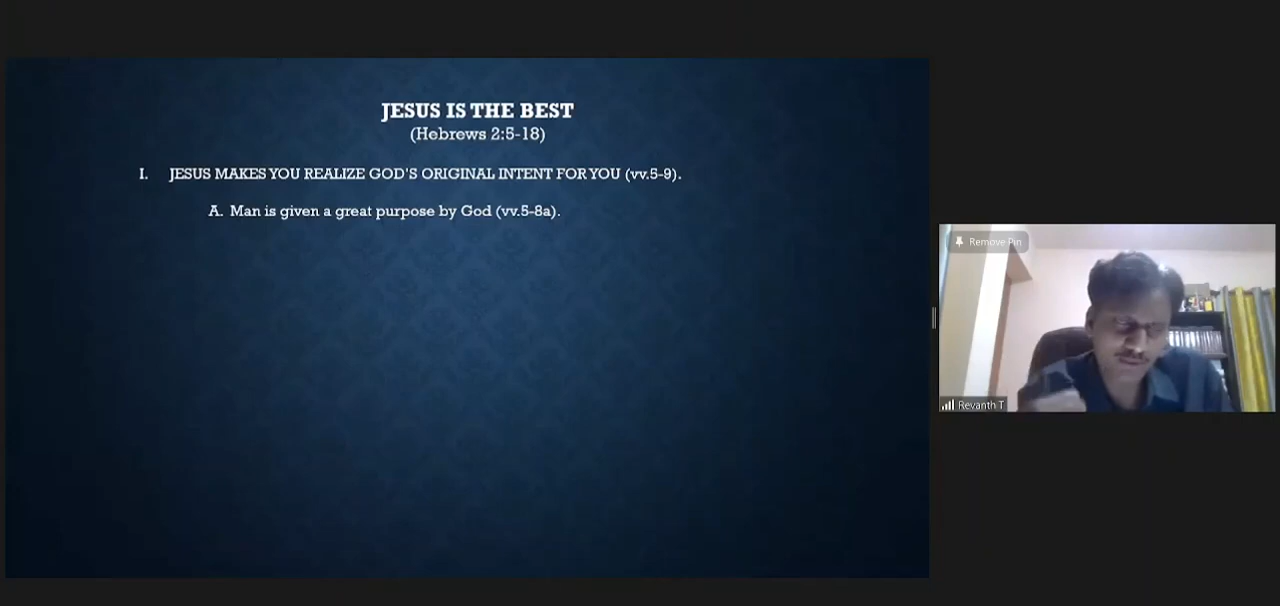 JESUS IS THE BEST
(Hebrews 2:5-18)
I. JESUS MAKES YOU REALIZE GOD'S ORIGINAL INTENT FOR YOU (vv.5-9).
A. Man is given a great purpose by God (vv.5-8a).
Remove Pin
Revanth T